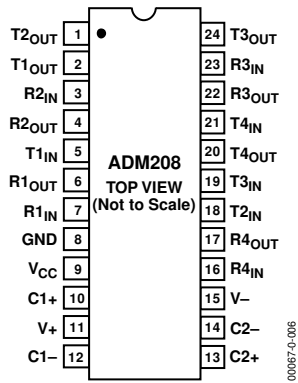 T2OUT 1
T1OUT 2
R2IN 3
R2OUT 4
T1IN 5
R1OUT 6
R1IN 7
GND 8
VCC 9
C1+ 10
V+ 11
C1– 12
ADM208
TOP VIEW
(Not to Scale)
24 T3OUT
23 R3IN
22 R3OUT
21 T4IN
20 T4OUT
19 T3IN
18 T2IN
17 R4OUT
16 R4IN
15 V–
14 C2–
13 C2+
00067-0-006